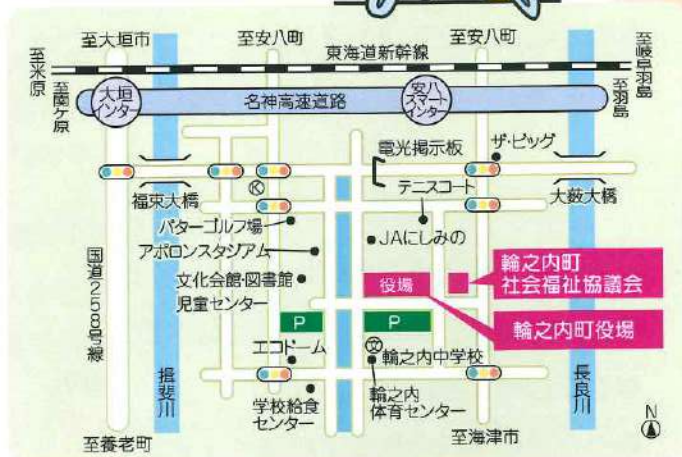 至大垣市
至安八町
至安八町
東海道新幹線
至米原
至関ヶ原
至岐阜羽島
至羽島
大垣
インター
名神高速道路
安八
スマート
インター
電光掲示板
ザ・ビッグ
K
福束大橋
テニスコート
大薮大橋
パターゴルフ場
JAにしみの
アポロンスタジアム
輪之内町
社会福祉協議会
文化会館・図書館
児童センター
役場
国道258号線
P
P
輪之内町役場
エコドーム
文
輪之内中学校
揖斐川
長良川
学校給食
センター
輪之内
体育センター
N
至養老町
至海津市